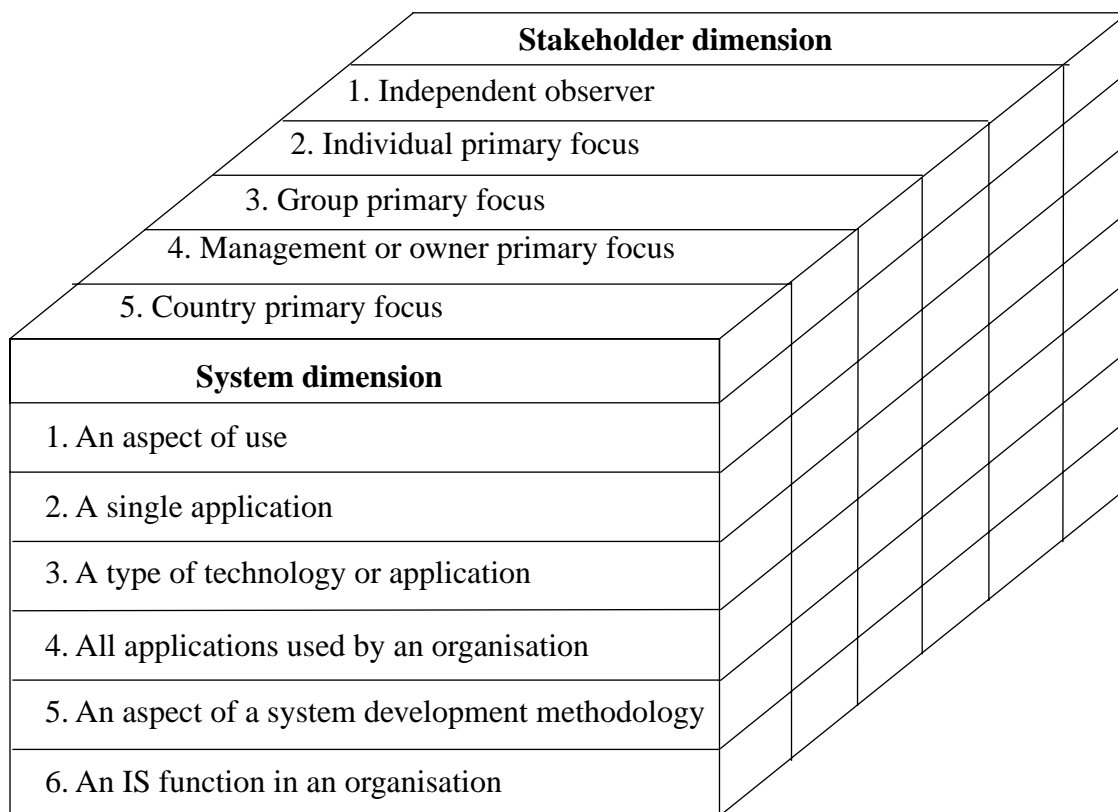 Stakeholder dimension
1. Independent observer
2. Individual primary focus
3. Group primary focus
4. Management or owner primary focus
5. Country primary focus
System dimension
1. An aspect of use
2. A single application
3. A type of technology or application
4. All applications used by an organisation
5. An aspect of a system development methodology
6. An IS function in an organisation